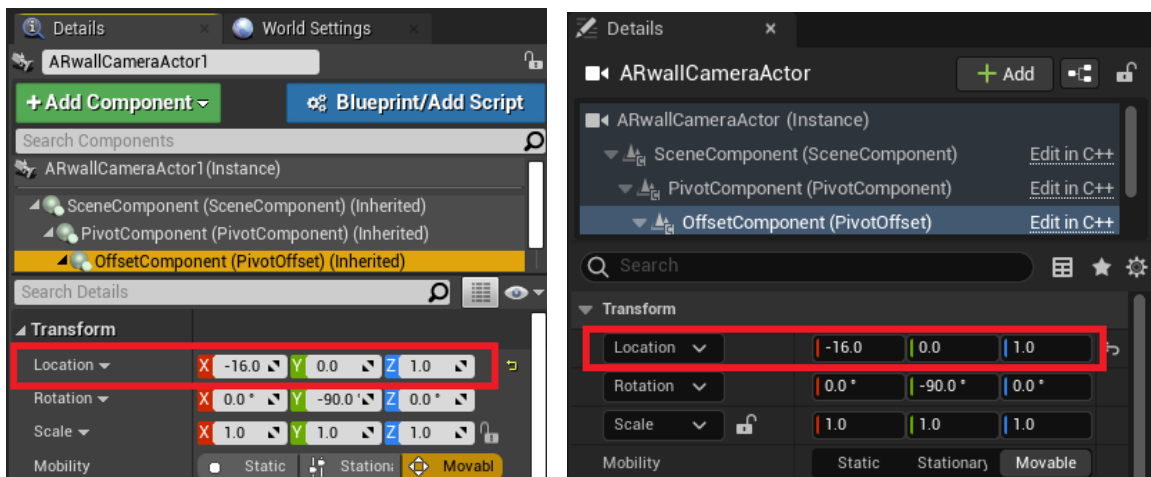 Details World Settings
ARwallCameraActor1
+Add Component Blueprint/Add Script
Search Components
ARwallCameraActor1(Instance)
SceneComponent (SceneComponent) (Inherited)
PivotComponent (PivotComponent) (Inherited)
OffsetComponent (PivotOffset) (Inherited)
Search Details
Transform
Location X -16.0 Y 0.0 Z 1.0
Rotation X 0.0° Y -90.0° Z 0.0°
Scale X 1.0 Y 1.0 Z 1.0
Mobility Static Station Movabl
Details
ARwallCameraActor + Add
ARwallCameraActor (Instance)
SceneComponent (SceneComponent) Edit in C++
PivotComponent (PivotComponent) Edit in C++
OffsetComponent (PivotOffset) Edit in C++
Search
Transform
Location -16.0 0.0 1.0
Rotation 0.0° -90.0° 0.0°
Scale 1.0 1.0 1.0
Mobility Static Stationary Movable